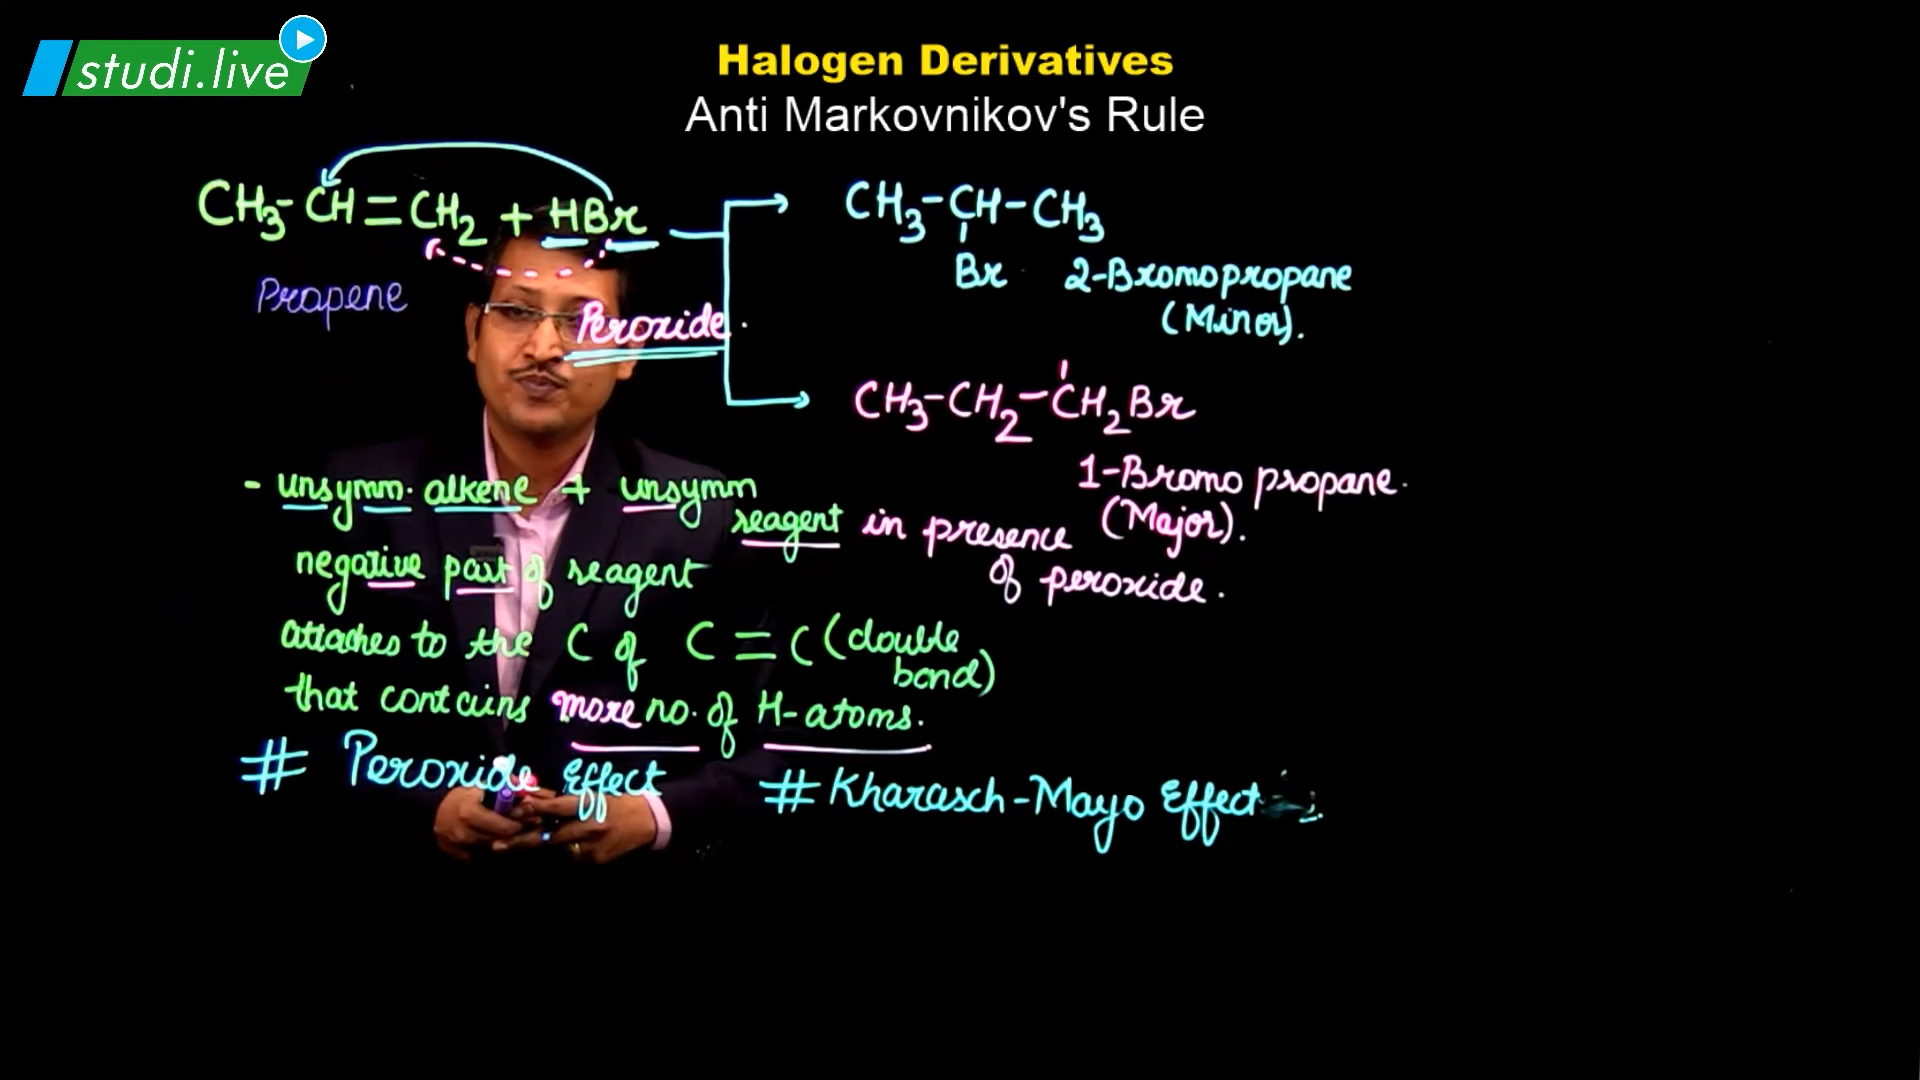 studi.live
Halogen Derivatives
Anti Markovnikov's Rule
CH3-CH=CH2 + HBr
CH3-CH-CH3
Br
2-Bromopropane
(Minor).
Propene
Peroxide
CH3-CH2-CH2Br
1-Bromo propane.
(Major).
- unsymm. alkene + unsymm
reagent in presence
of peroxide.
negative part of reagent
attaches to the C of C=C (double
bond)
that contains more no. of H-atoms.
# Peroxide Effect
# Kharasch-Mayo Effect